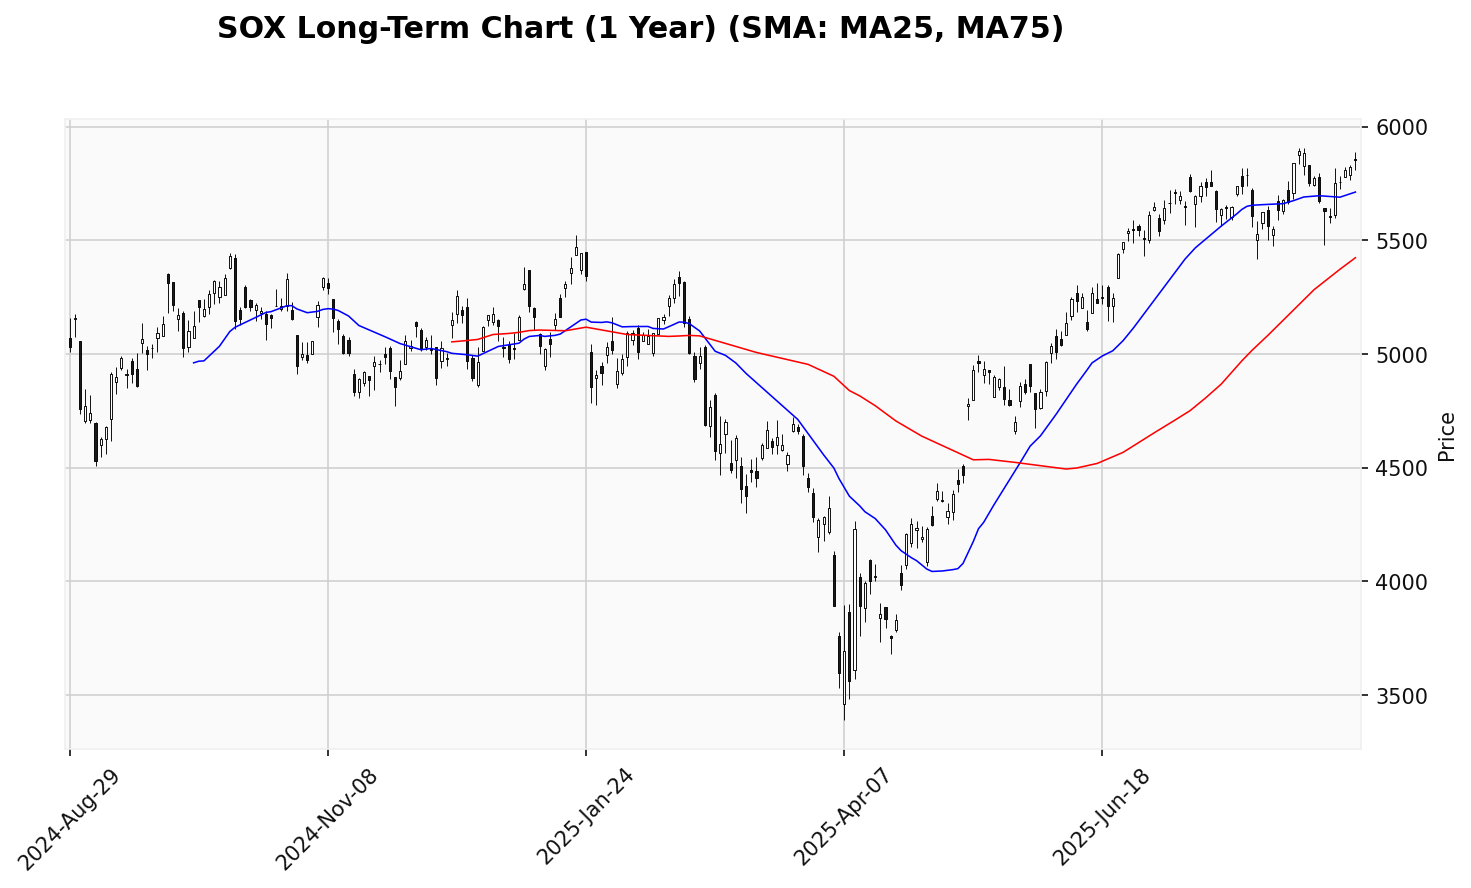 SOX Long-Term Chart (1 Year) (SMA: MA25, MA75)
6000
5500
5000
4500
4000
3500
Price
2024-Aug-29
2024-Nov-08
2025-Jan-24
2025-Apr-07
2025-Jun-18